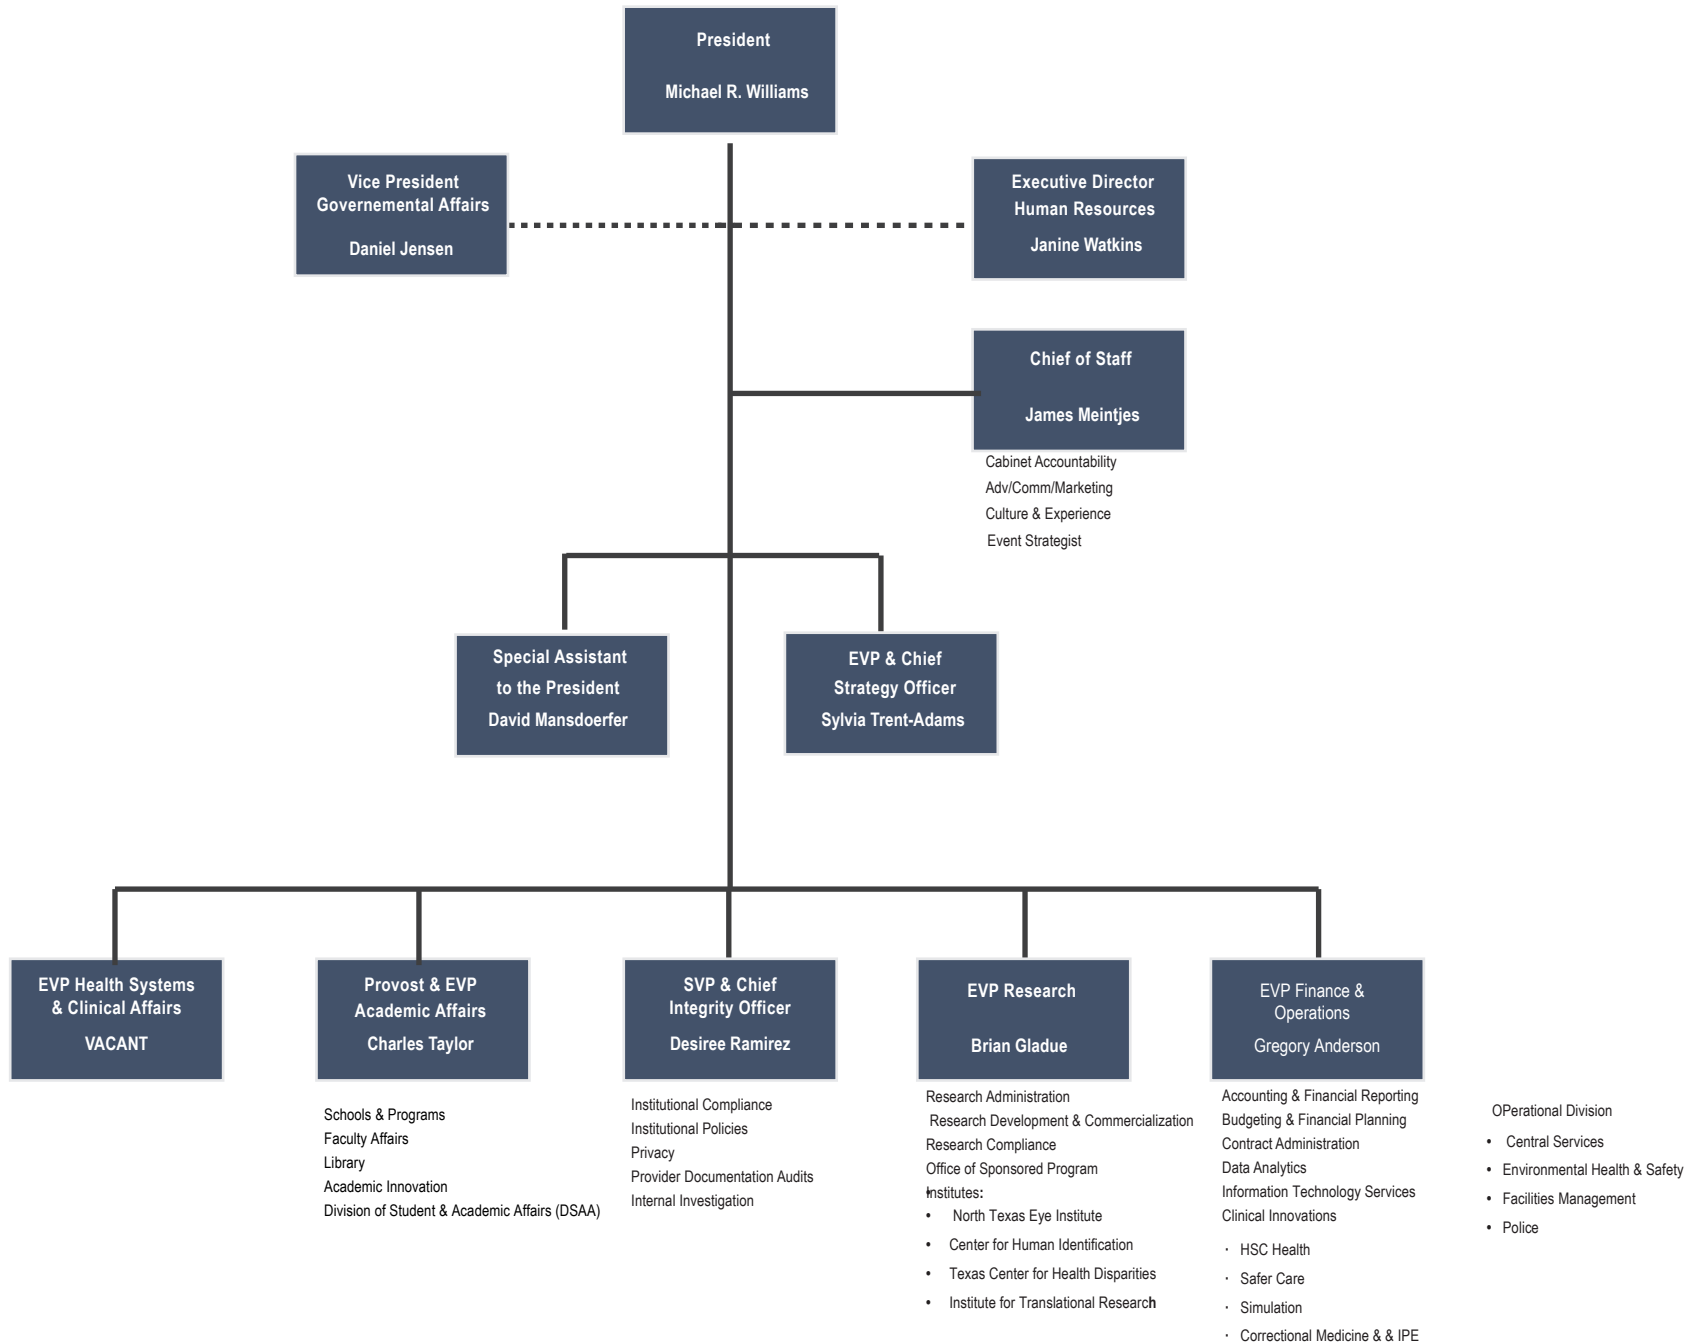 President
Michael R. Williams
Vice President
Governemental Affairs
Daniel Jensen
Executive Director
Human Resources
Janine Watkins
Chief of Staff
James Meintjes
Cabinet Accountability
Adv/Comm/Marketing
Culture & Experience
Event Strategist
Special Assistant
to the President
David Mansdoerfer
EVP & Chief
Strategy Officer
Sylvia Trent-Adams
EVP Health Systems
& Clinical Affairs
VACANT
Provost & EVP
Academic Affairs
Charles Taylor
Schools & Programs
Faculty Affairs
Library
Academic Innovation
Division of Student & Academic Affairs (DSAA)
SVP & Chief
Integrity Officer
Desiree Ramirez
Institutional Compliance
Institutional Policies
Privacy
Provider Documentation Audits
Internal Investigation
EVP Research
Brian Gladue
Research Administration
Research Development & Commercialization
Research Compliance
Office of Sponsored Program
Institutes:
• North Texas Eye Institute
• Center for Human Identification
• Texas Center for Health Disparities
• Institute for Translational Research
EVP Finance &
Operations
Gregory Anderson
Accounting & Financial Reporting
Budgeting & Financial Planning
Contract Administration
Data Analytics
Information Technology Services
Clinical Innovations
· HSC Health
· Safer Care
· Simulation
· Correctional Medicine & & IPE
OPerational Division
• Central Services
• Environmental Health & Safety
• Facilities Management
• Police